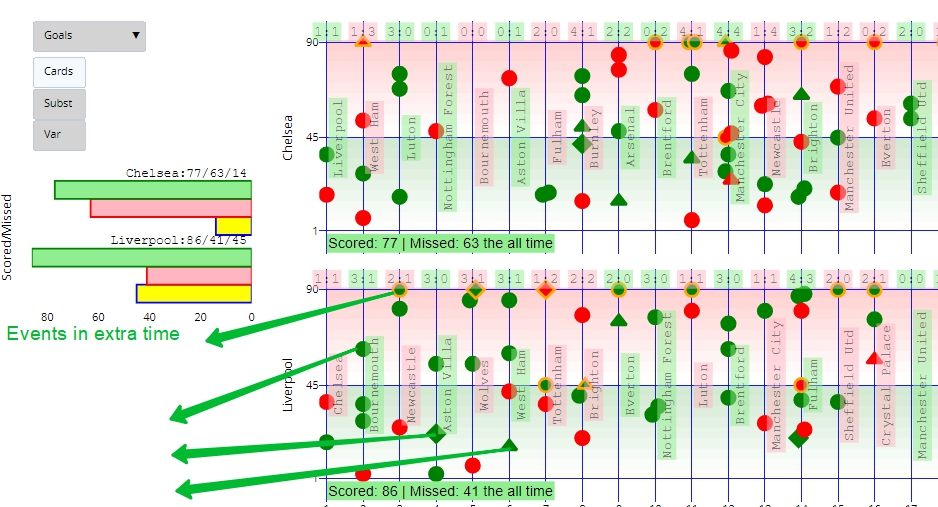 Goals ▼
Cards
Subst
Var
Scored/Missed
Chelsea:77/63/14
Liverpool:86/41/45
80 60 40 20 0
Events in extra time
1:1 1:3 3:0 0:1 0:0 0:1 2:0 4:1 2:2 1:0 4:1 4:4 1:4 3:2 1:2 0:2 2:0
90
45
1
Chelsea
Liverpool
West Ham
Luton
Nottingham Forest
Bournemouth
Aston Villa
Fulham
Burnley
Arsenal
Brentford
Tottenham
Manchester City
Newcastle
Brighton
Manchester United
Everton
Sheffield Utd
Scored: 77 | Missed: 63 the all time
1:1 3:1 2:1 3:0 3:1 3:1 1:2 2:2 2:0 3:0 1:1 3:0 1:1 4:3 2:0 2:1 0:0
90
45
1
Liverpool
Chelsea
Bournemouth
Newcastle
Aston Villa
Wolves
West Ham
Tottenham
Brighton
Everton
Nottingham Forest
Luton
Brentford
Manchester City
Fulham
Sheffield Utd
Crystal Palace
Manchester United
Scored: 86 | Missed: 41 the all time